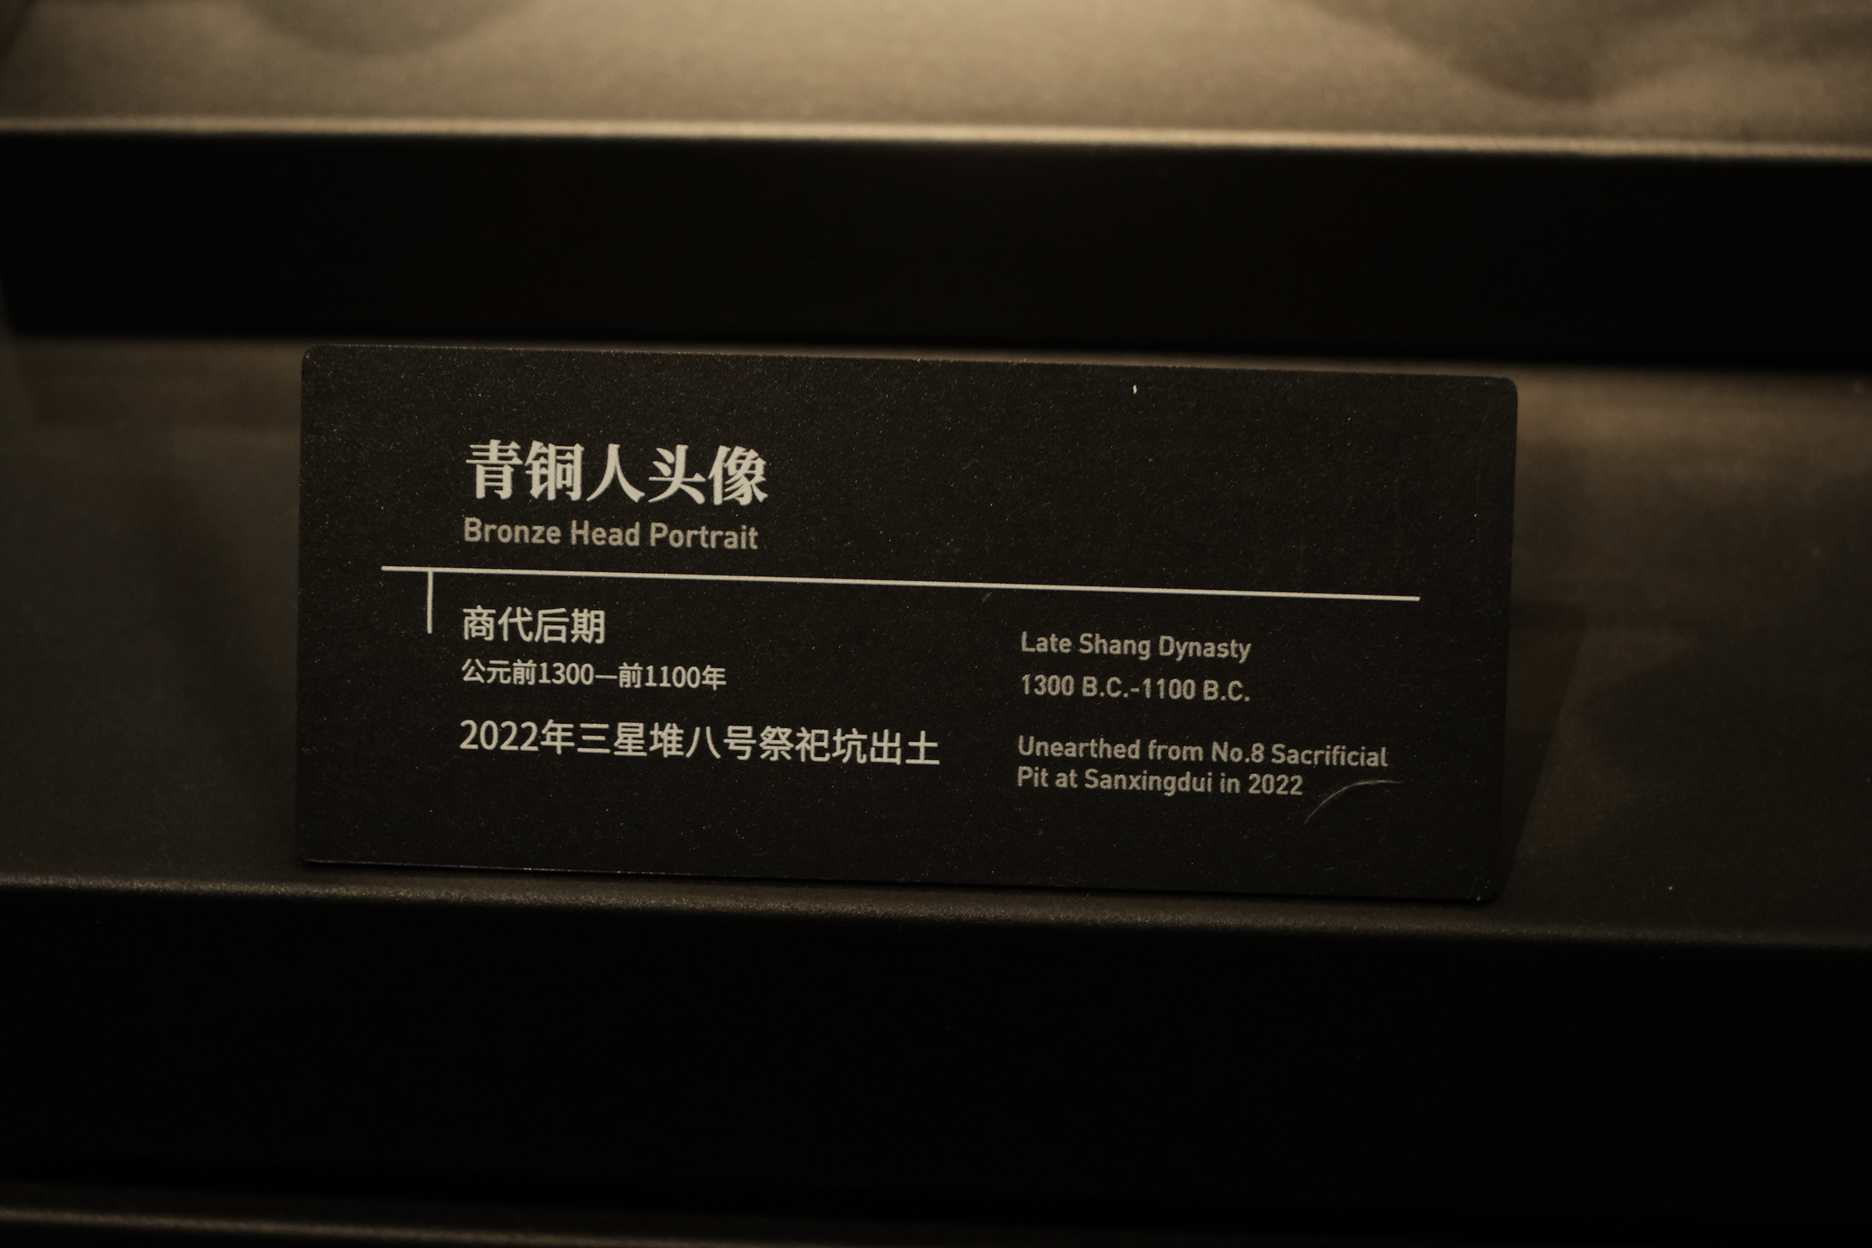 青铜人头像
Bronze Head Portrait
商代后期
公元前1300—前1100年
2022年三星堆八号祭祀坑出土
Late Shang Dynasty
1300 B.C.-1100 B.C.
Unearthed from No.8 Sacrificial
Pit at Sanxingdui in 2022